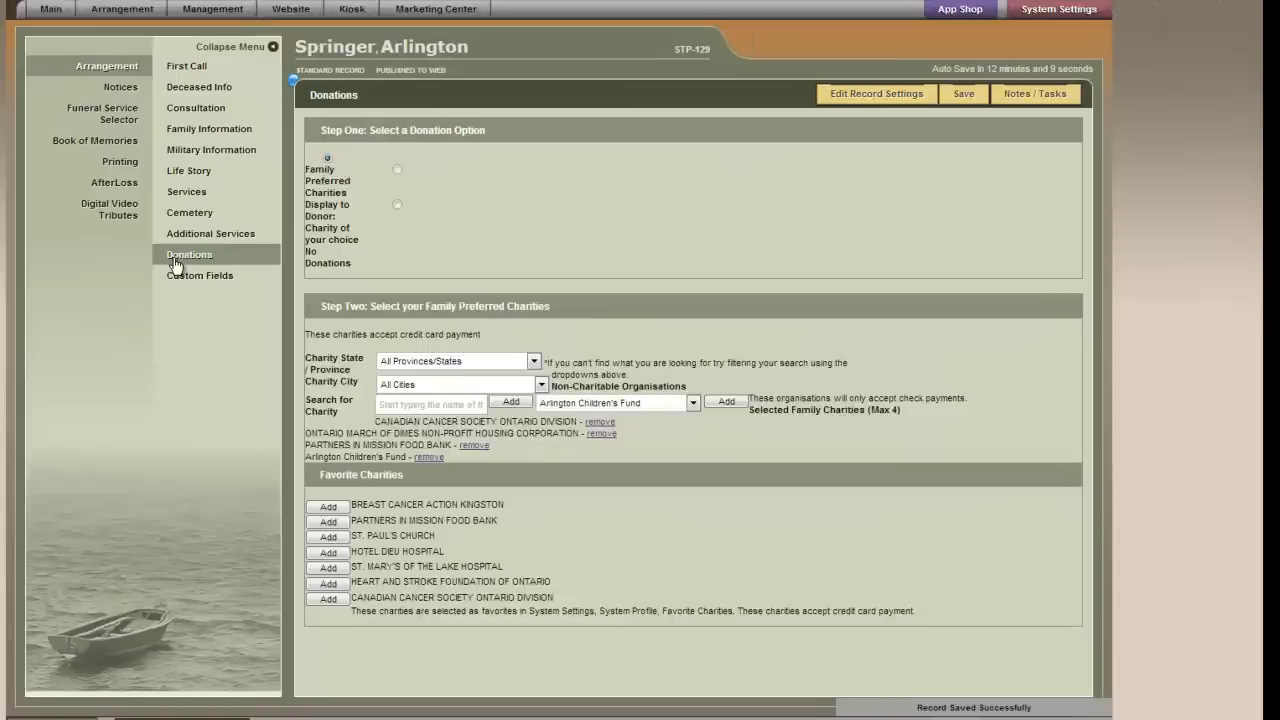 Main Arrangement Management Website Kiosk Marketing Center App Shop System Settings
Collapse Menu
Arrangement
Notices
Funeral Service
Selector
Book of Memories
Printing
AfterLoss
Digital Video
Tributes
First Call
Deceased Info
Consultation
Family Information
Military Information
Life Story
Services
Cemetery
Additional Services
Donations
Custom Fields
Springer, Arlington STP-129
STANDARD RECORD PUBLISHED TO WEB
Auto Save In 12 minutes and 9 seconds
Donations Edit Record Settings Save Notes / Tasks
Step One: Select a Donation Option
Family
Preferred
Charities
Display to
Donor:
Charity of
your choice
No
Donations
Step Two: Select your Family Preferred Charities
These charities accept credit card payment
Charity State
/ Province
All Provinces/States
*If you can't find what you are looking for try filtering your search using the
dropdowns above.
Charity City
All Cities
Non-Charitable Organisations
Search for
Charity
Start typing the name of th
Add
Arlington Children's Fund
Add
These organisations will only accept check payments.
Selected Family Charities (Max 4)
CANADIAN CANCER SOCIETY ONTARIO DIVISION - remove
ONTARIO MARCH OF DIMES NON-PROFIT HOUSING CORPORATION - remove
PARTNERS IN MISSION FOOD BANK - remove
Arlington Children's Fund - remove
Favorite Charities
Add BREAST CANCER ACTION KINGSTON
Add PARTNERS IN MISSION FOOD BANK
Add ST. PAUL'S CHURCH
Add HOTEL DIEU HOSPITAL
Add ST. MARY'S OF THE LAKE HOSPITAL
Add HEART AND STROKE FOUNDATION OF ONTARIO
Add CANADIAN CANCER SOCIETY ONTARIO DIVISION
These charities are selected as favorites in System Settings, System Profile, Favorite Charities. These charities accept credit card payment.
Record Saved Successfully